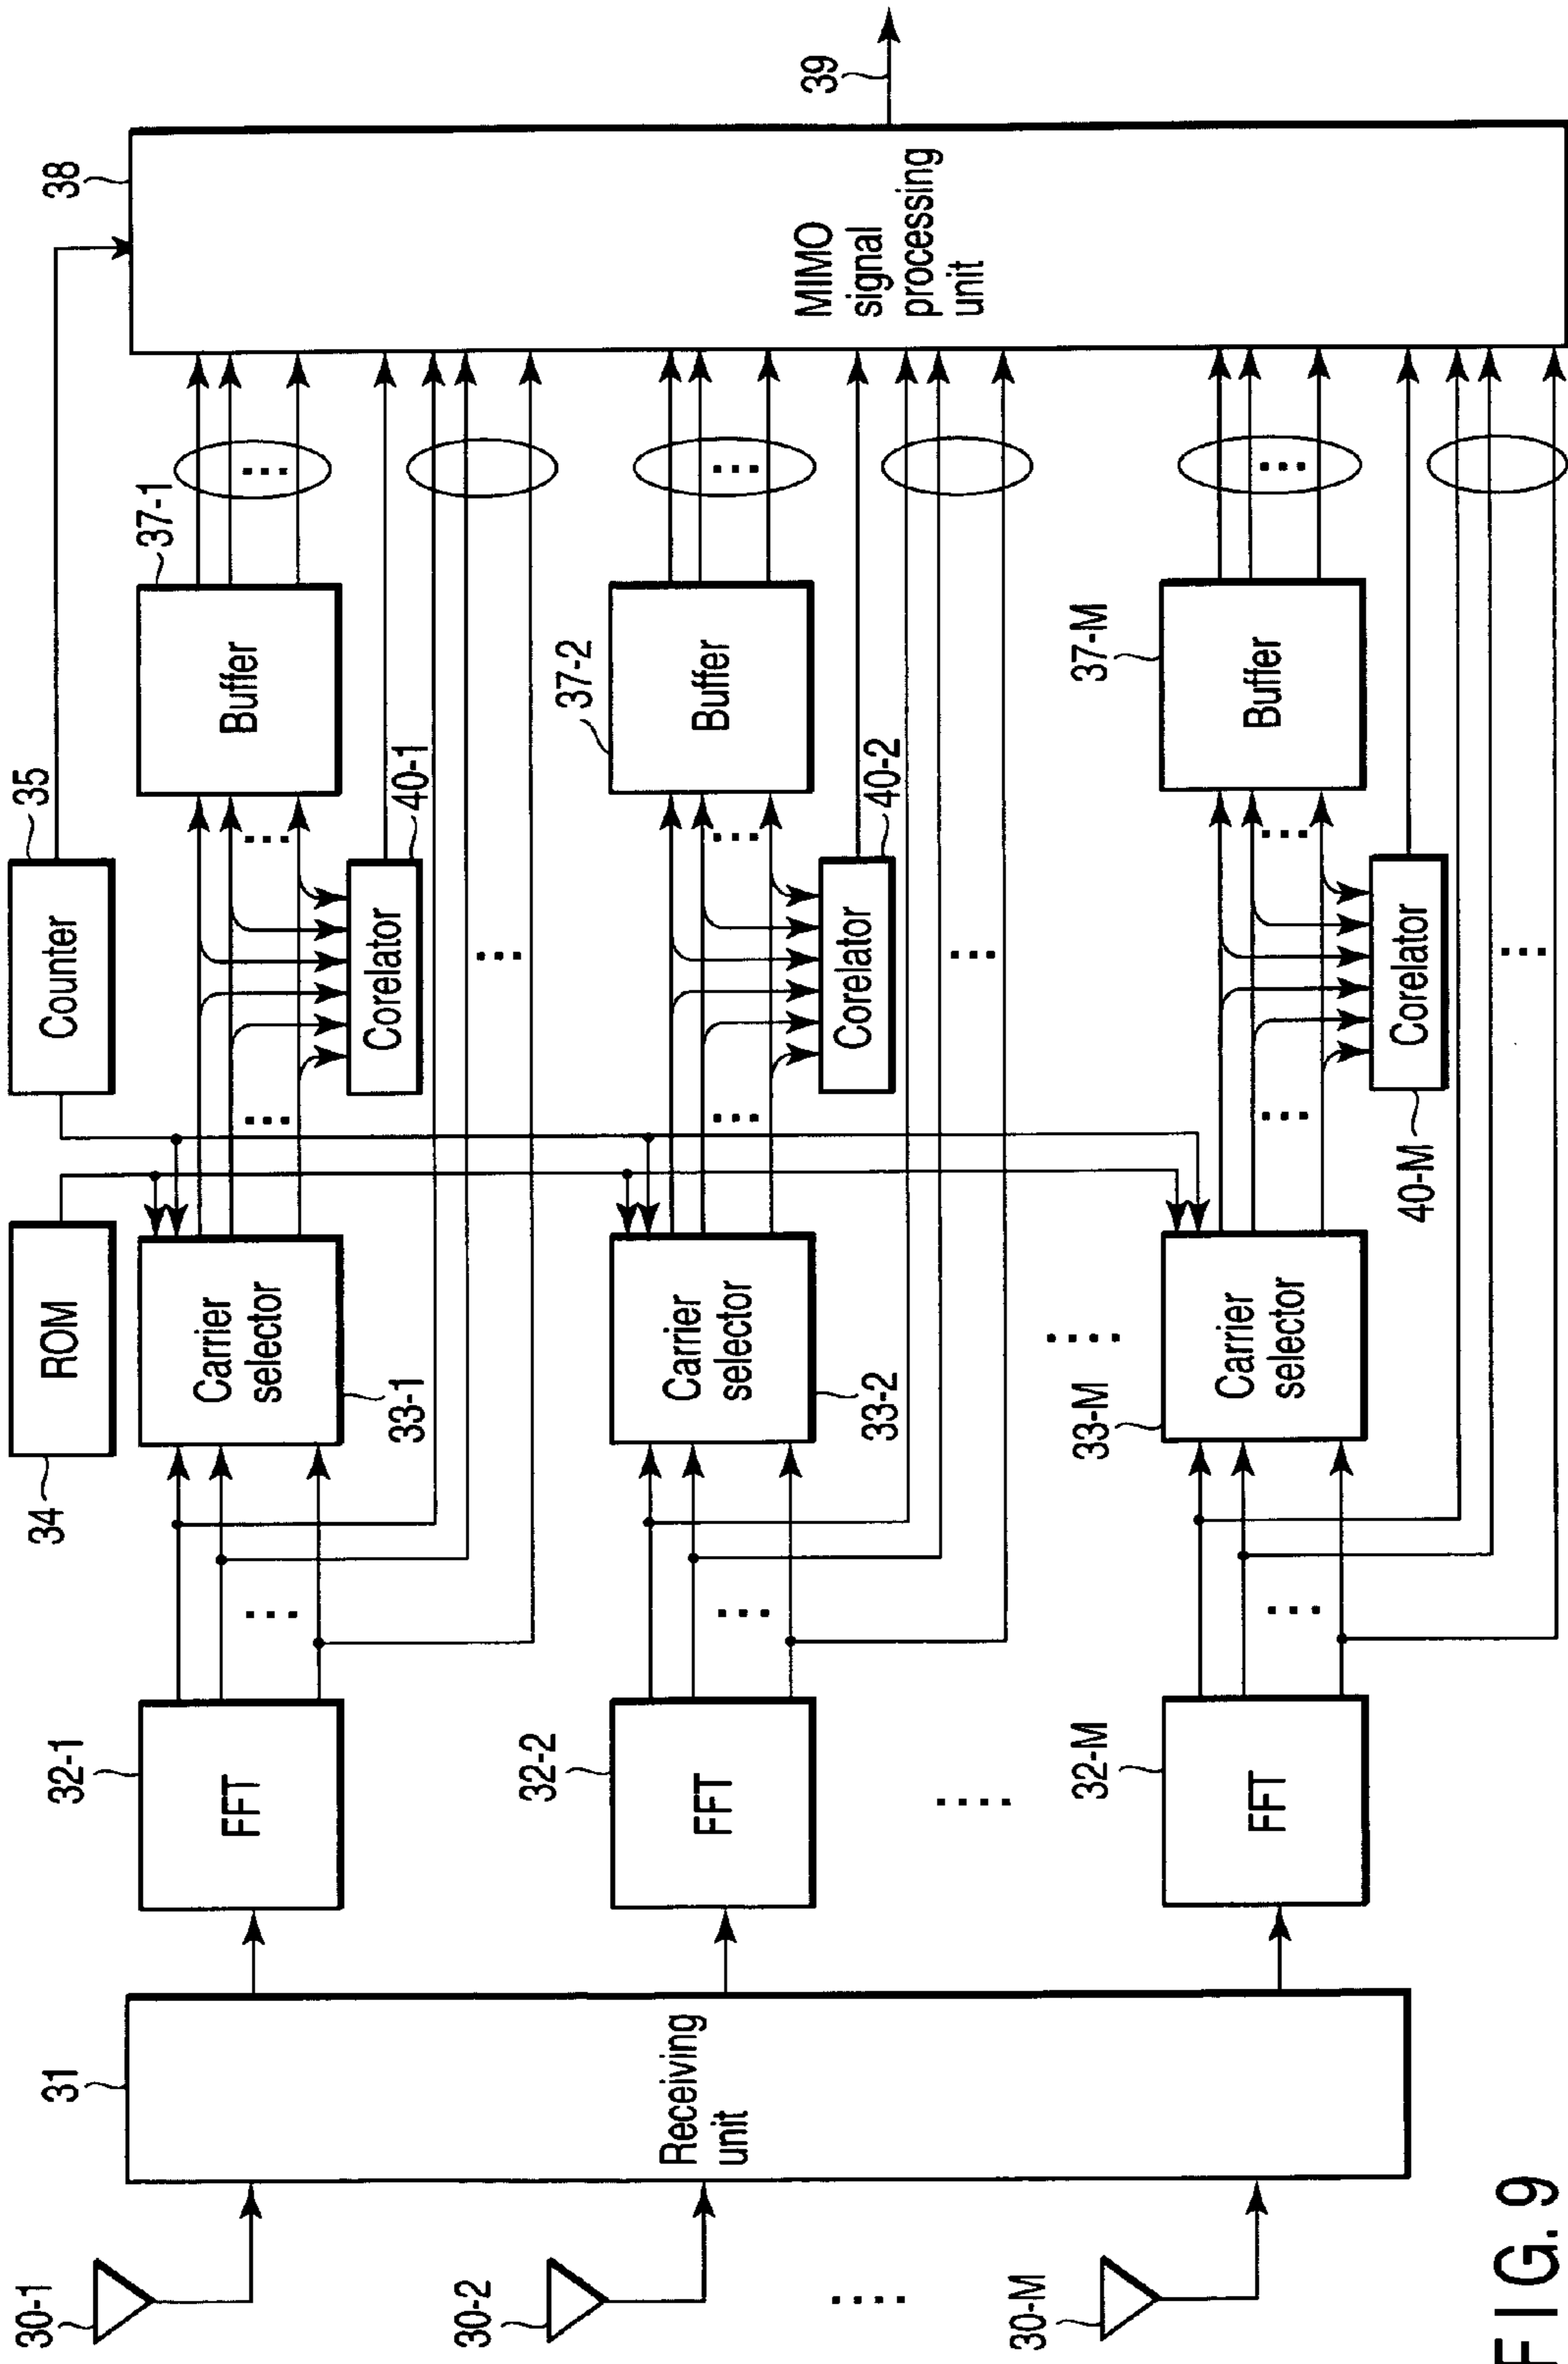 30-1
30-2
....
30-M
31
Receiving
unit
32-1
FFT
32-2
FFT
....
32-M
FFT
...
...
...
34
ROM
35
Counter
Carrier
selector
33-1
Carrier
selector
33-2
....
33-M
Carrier
selector
...
...
...
Corelator
40-1
Corelator
40-2
Corelator
40-M
...
...
...
...
...
...
37-1
Buffer
37-2
Buffer
37-M
Buffer
...
...
...
38
MIMO
signal
processing
unit
39
FIG. 9